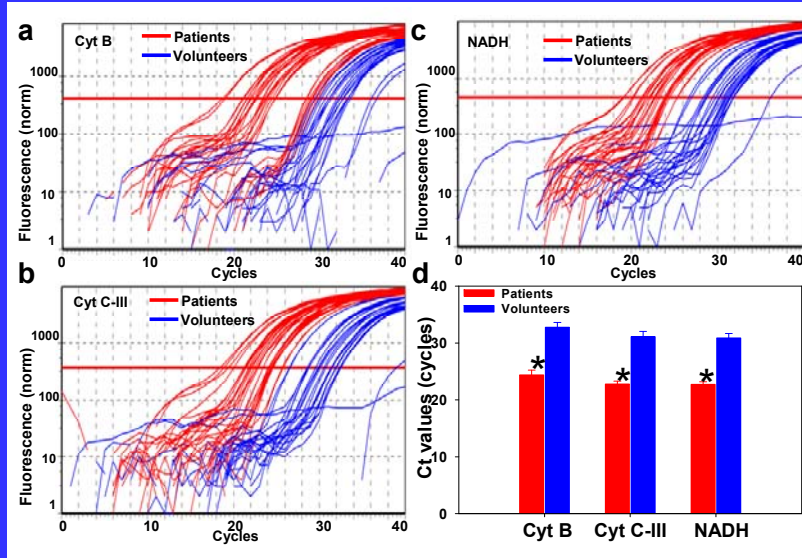 a
Cyt B
Patients
Volunteers
Fluorescence (norm)
1000
100
10
1
0
10
20
30
40
Cycles
b
Cyt C-III
Patients
Volunteers
Fluorescence (norm)
1000
100
10
1
0
10
20
30
40
Cycles
c
NADH
Patients
Volunteers
Fluorescence (norm)
1000
100
10
1
0
10
20
30
40
Cycles
d
Patients
Volunteers
Ct values (cycles)
40
30
20
10
0
* * *
Cyt B Cyt C-III NADH